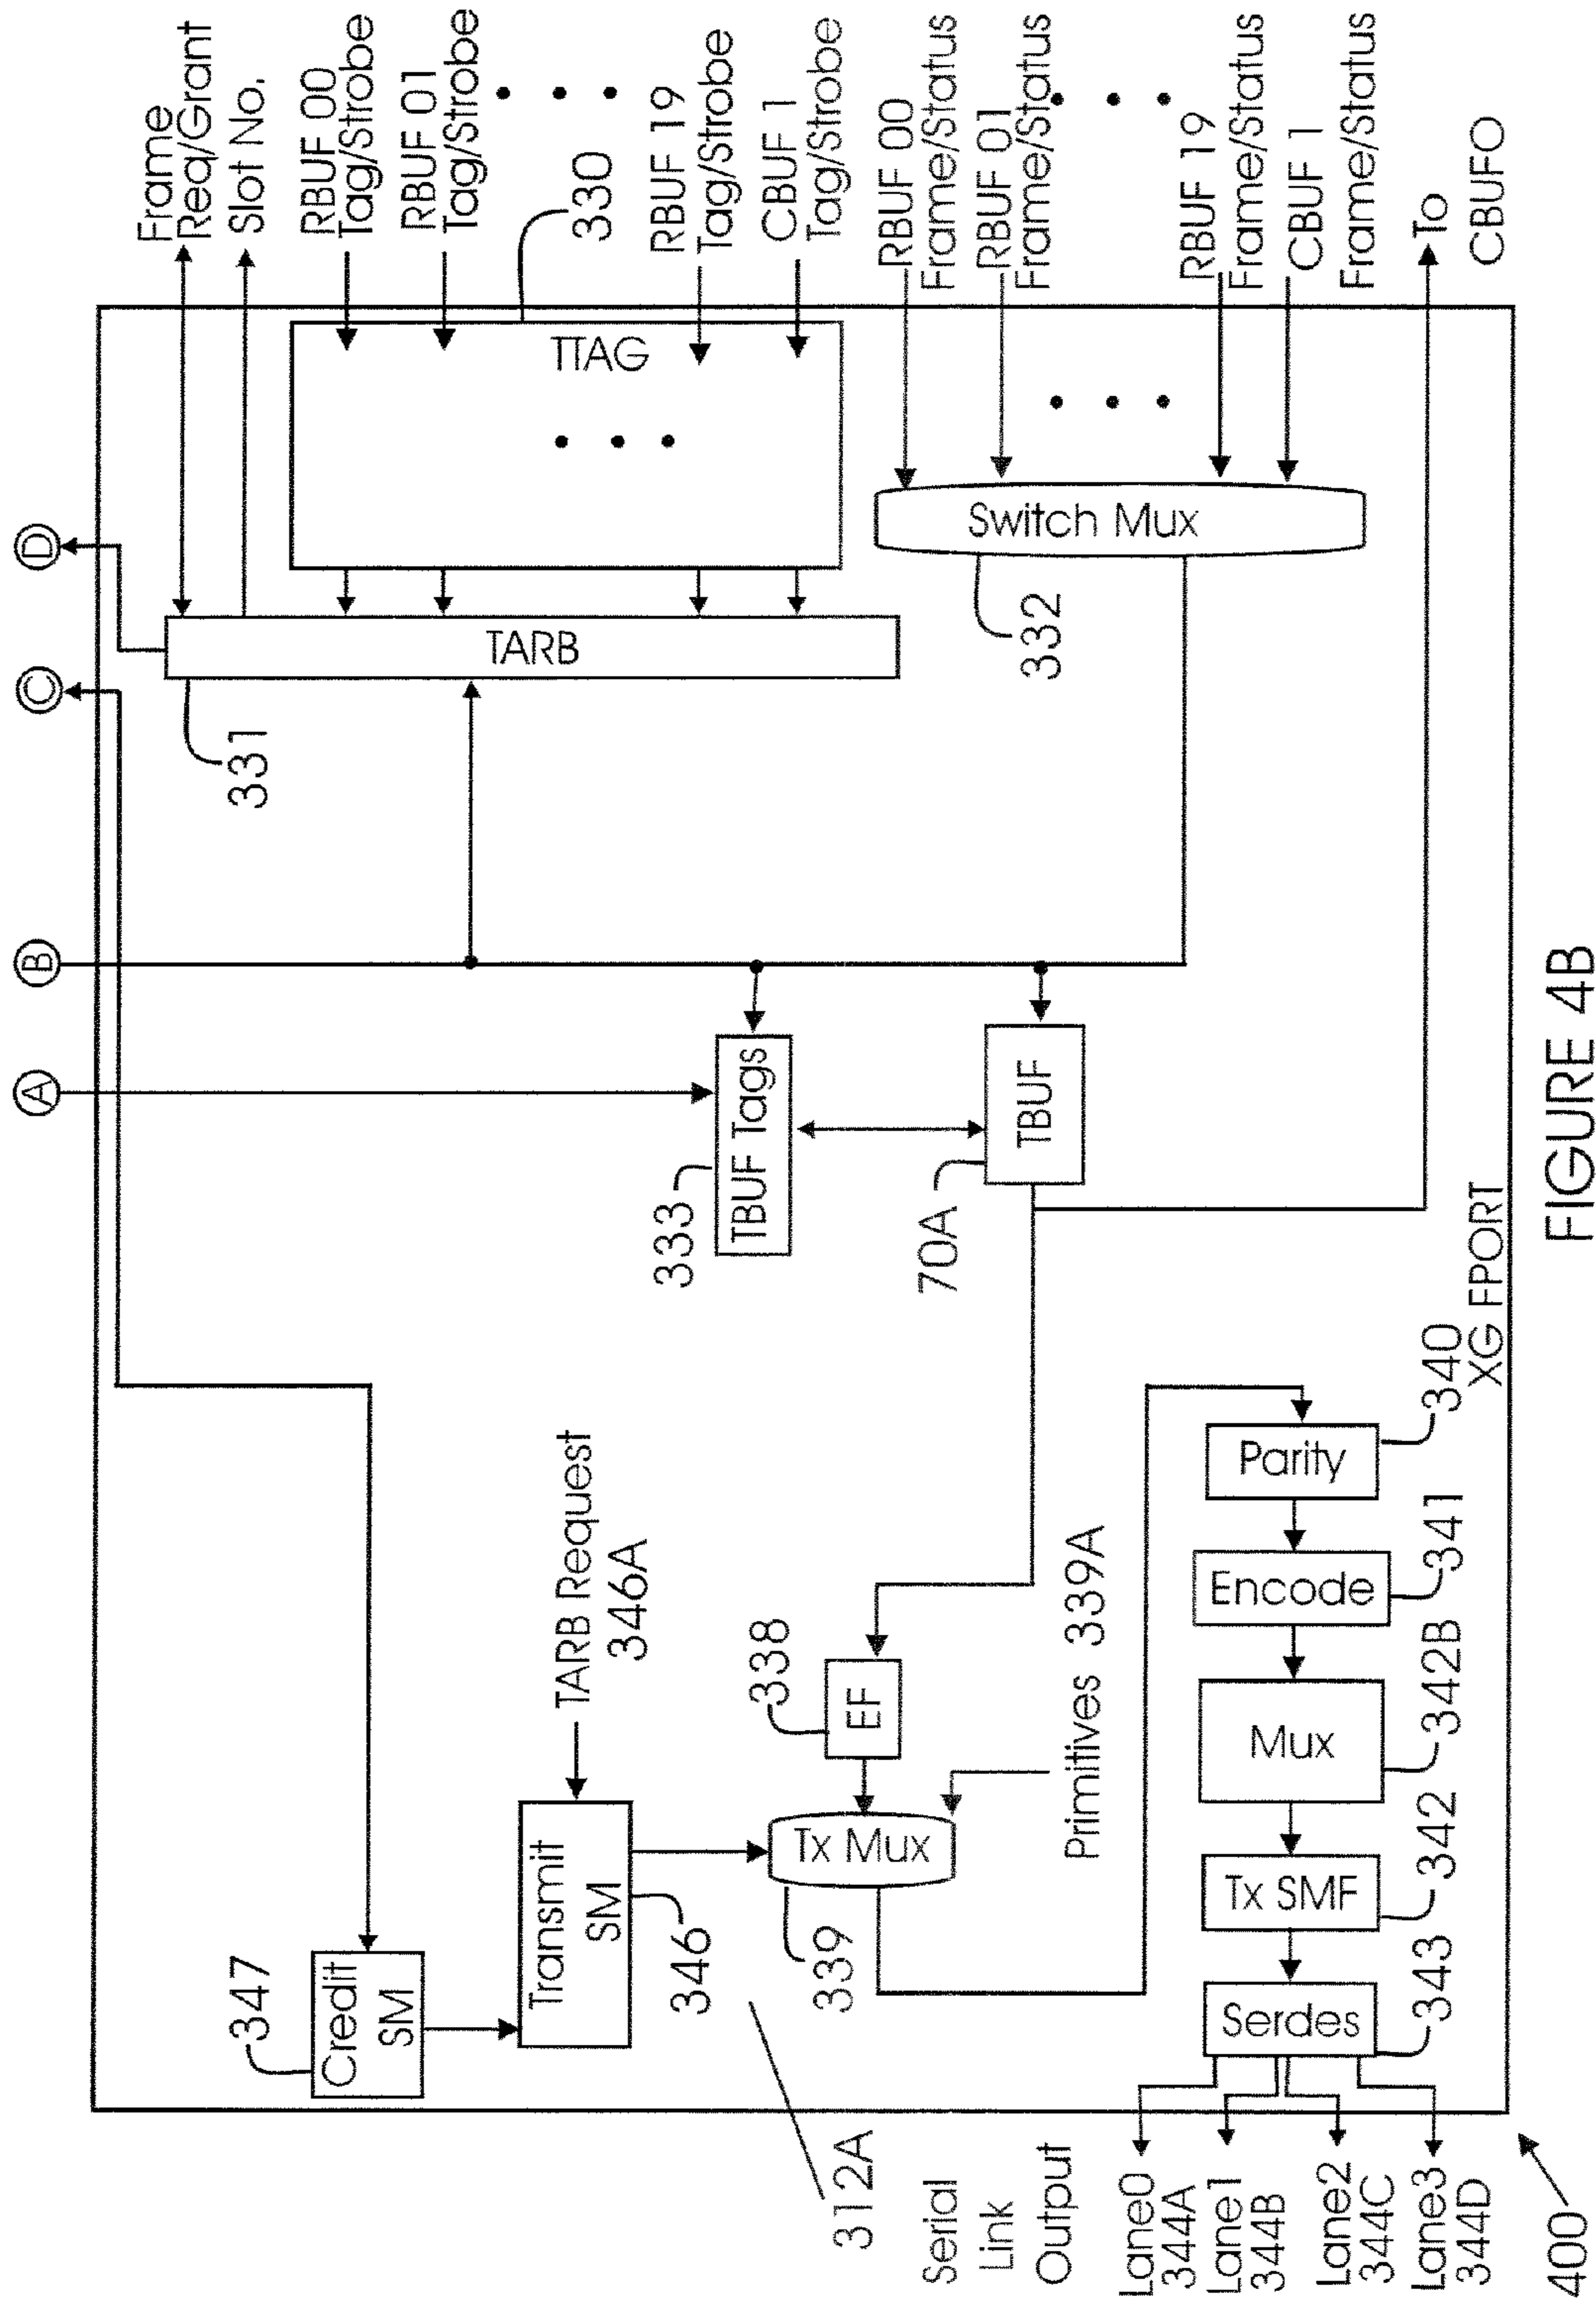 Serial
Link
Output
Lane0
344A
Lane1
344B
Lane2
344C
Lane3
344D
400
312A
347
Credit
SM
Transmit
SM
346
TARB Request
346A
339
Tx Mux
338
EF
Primitives 339A
Serdes
343
Tx SMF
342
Mux
342B
Encode
341
Parity
340
XG FPORT
A
B
C
D
333
TBUF Tags
70A
TBUF
331
TARB
TTAG
330
Switch Mux
332
Frame
Req/Grant
Slot No.
RBUF 00
Tag/Strobe
RBUF 01
Tag/Strobe
RBUF 19
Tag/Strobe
CBUF 1
Tag/Strobe
RBUF 00
Frame/Status
RBUF 01
Frame/Status
RBUF 19
Frame/Status
CBUF 1
Frame/Status
To
CBUFO
FIGURE 4B